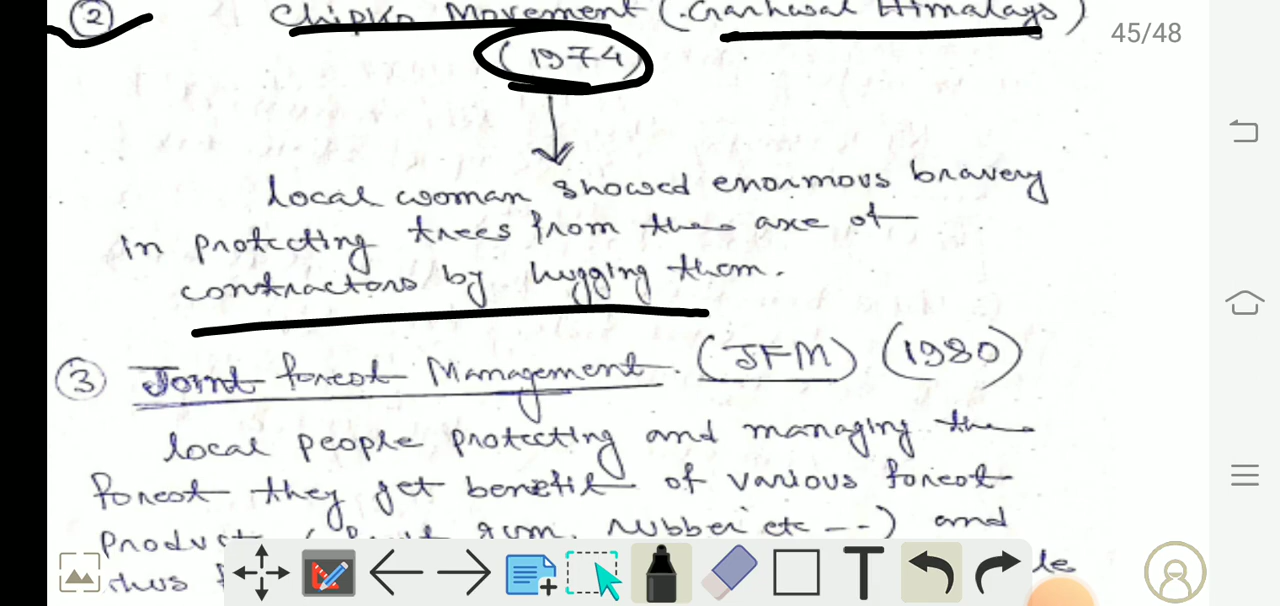 ② Chipko Movement (Garhwal Himalays)
(1974)
45/48
local woman showed enormous bravery
in protecting trees from the axe of
contractors by hugging them.
③ Joint forest Management. (JFM) (1980)
local people protecting and managing the
forest they get benefit of various forest
product gum, rubber etc ---) and
thus
T